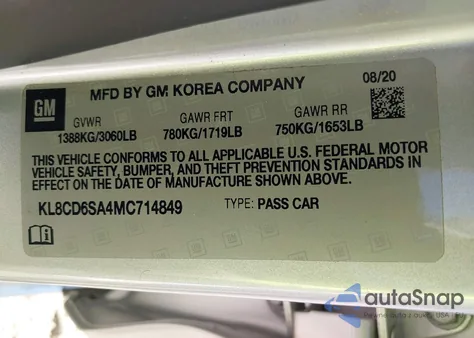 GM
MFD BY GM KOREA COMPANY
08/20
GVWR GAWR FRT GAWR RR
1388KG/3060LB 780KG/1719LB 750KG/1653LB
THIS VEHICLE CONFORMS TO ALL APPLICABLE U.S. FEDERAL MOTOR
VEHICLE SAFETY, BUMPER, AND THEFT PREVENTION STANDARDS
IN EFFECT ON THE DATE OF MANUFACTURE SHOWN ABOVE.
KL8CD6SA4MC714849 TYPE: PASS CAR
autoSnap